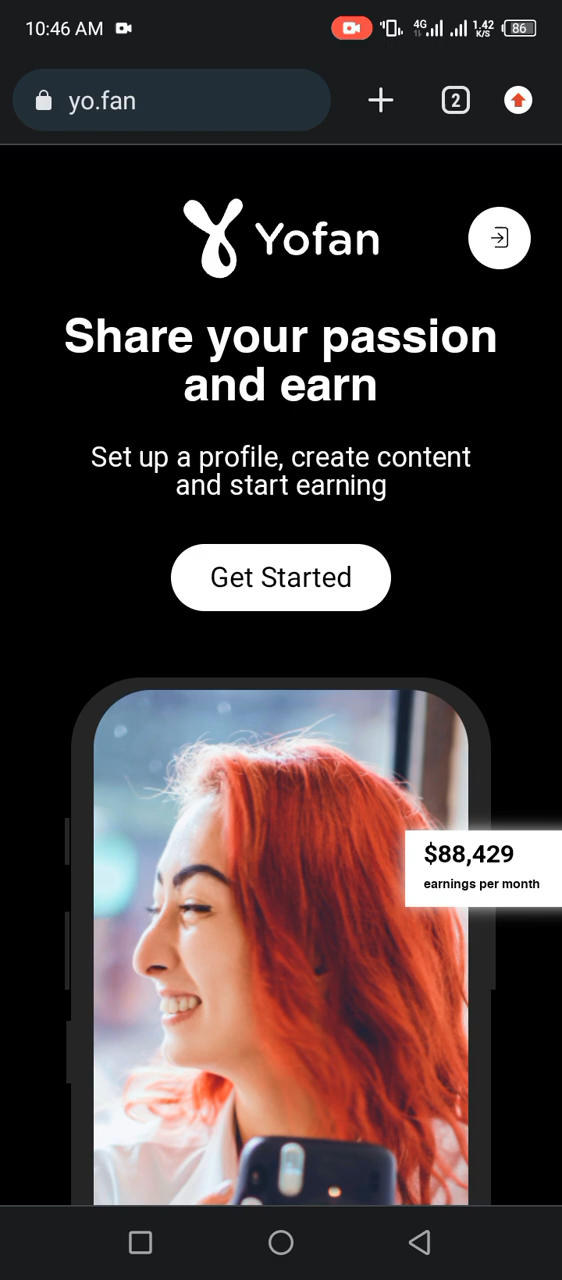 10:46 AM
4G
1.42
K/S
86
yo.fan
2
Yofan
Share your passion
and earn
Set up a profile, create content
and start earning
Get Started
$88,429
earnings per month